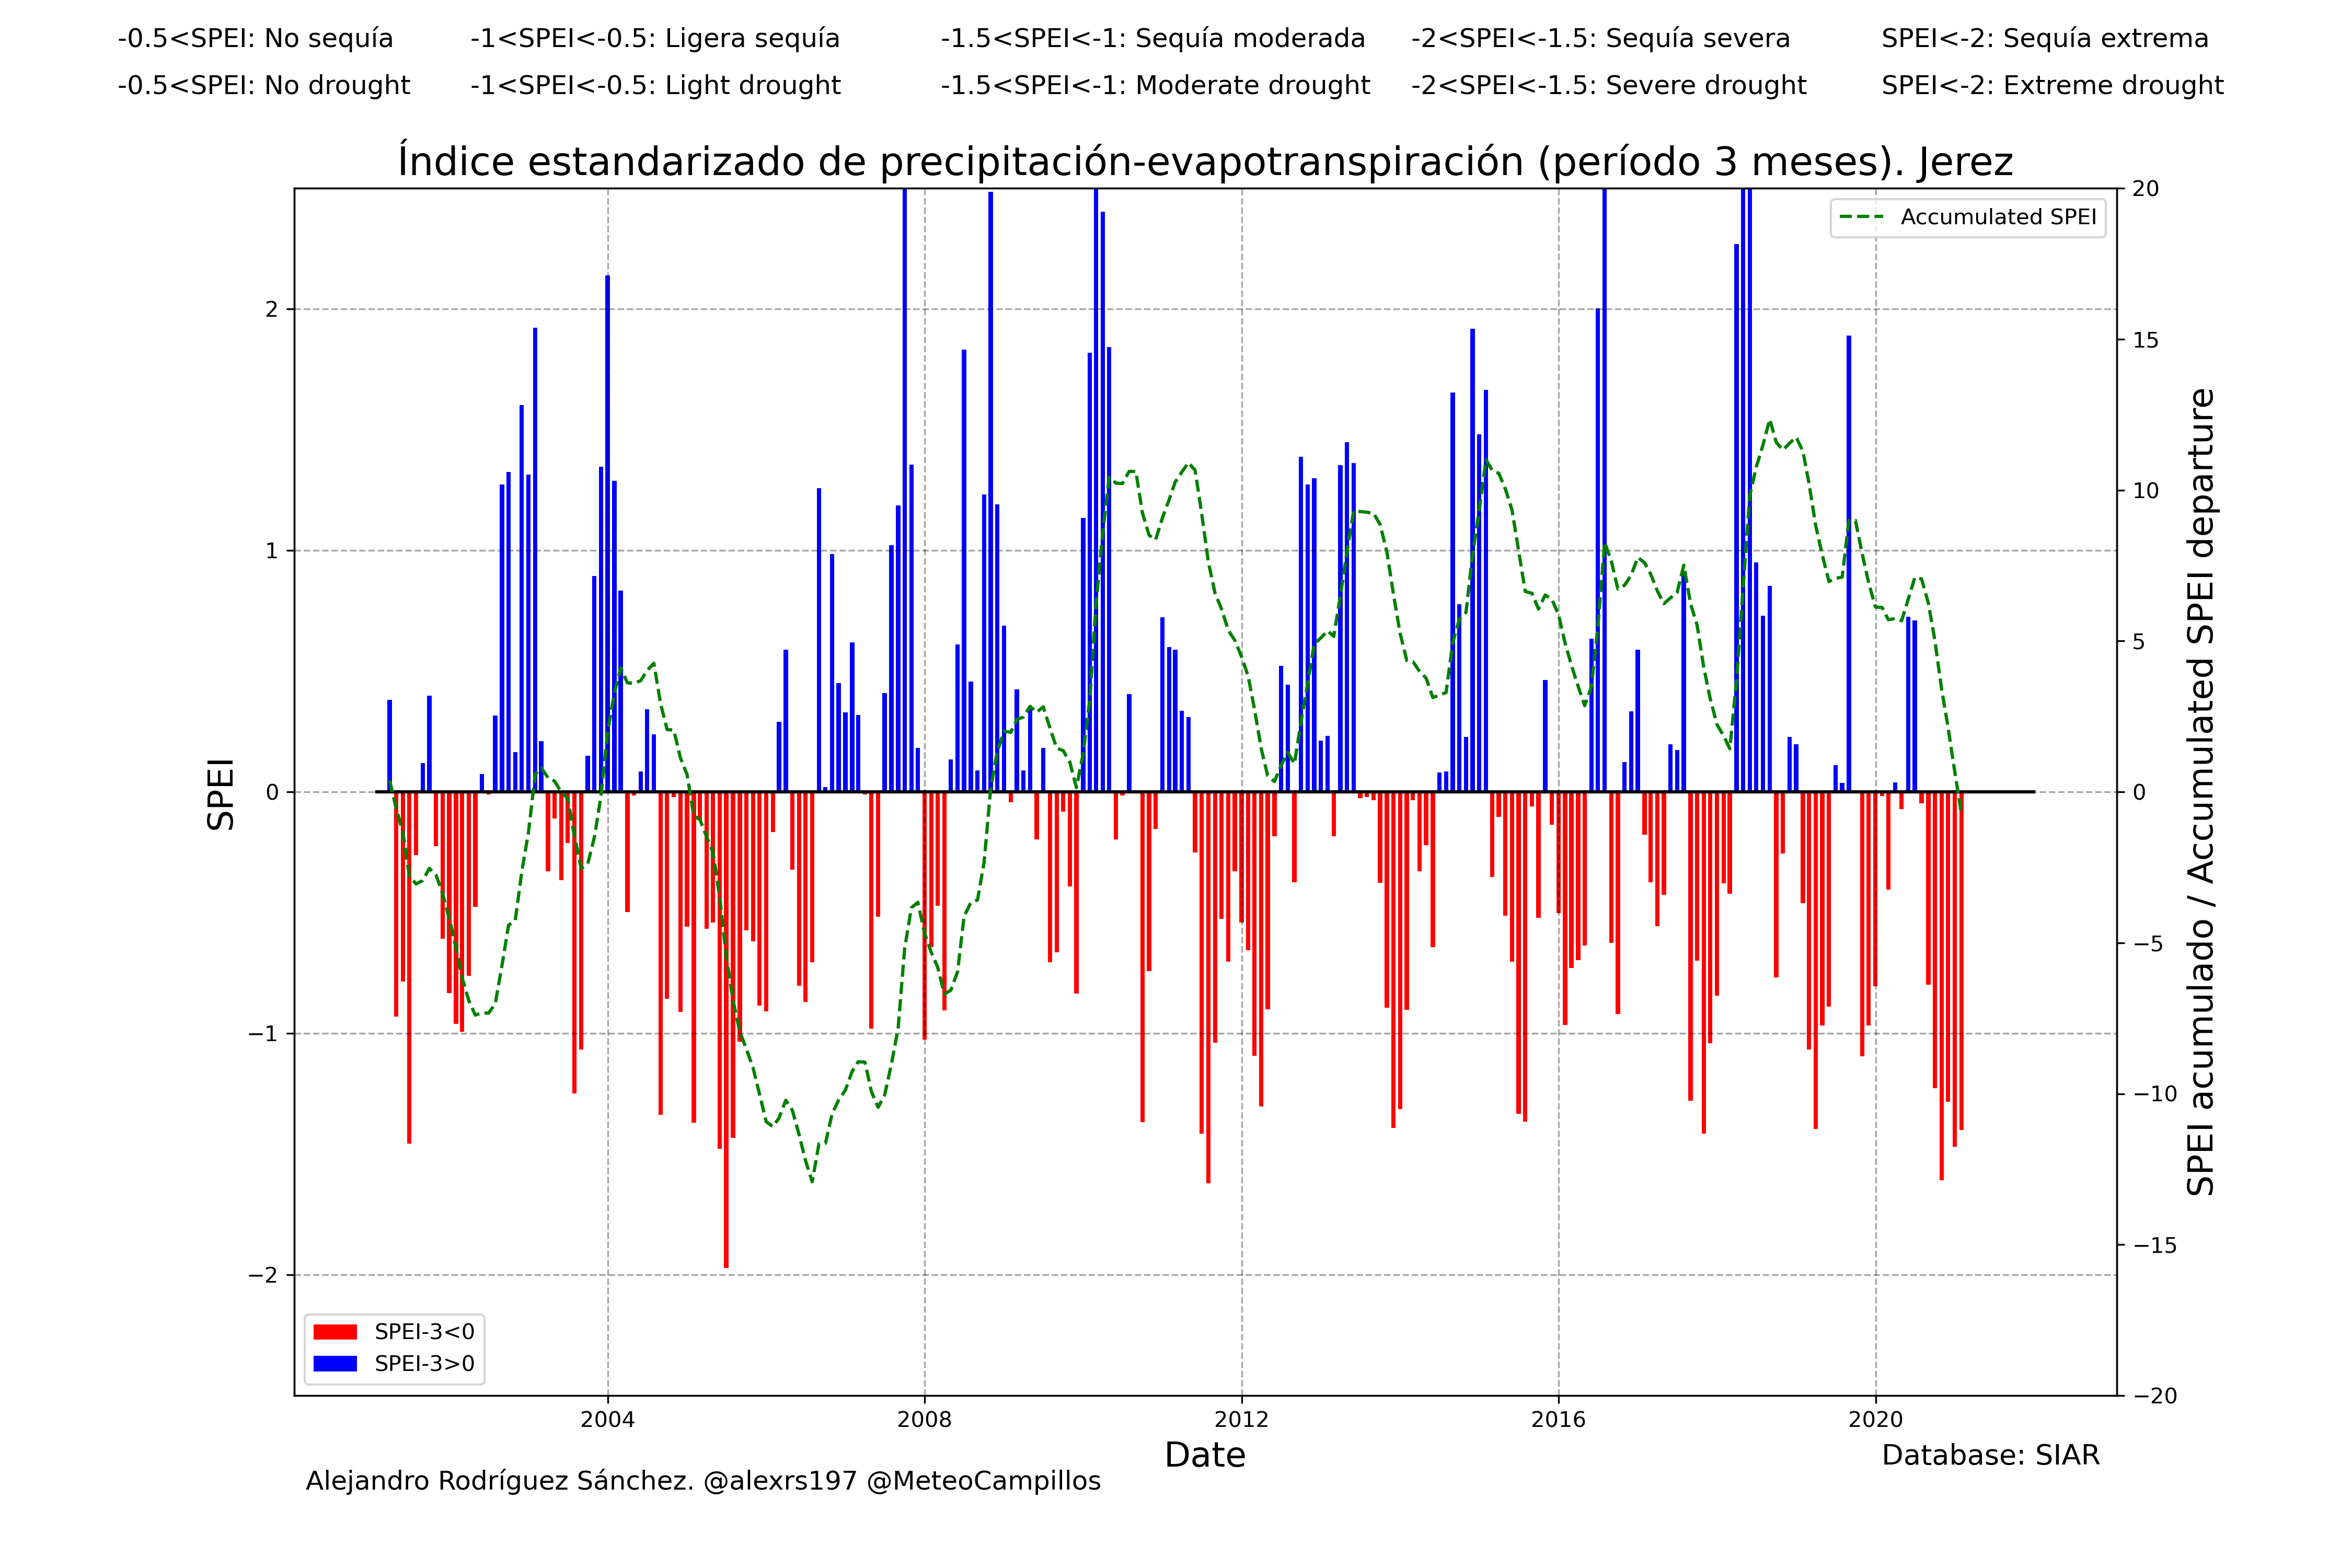 -0.5<SPEI: No sequía -1<SPEI<-0.5: Ligera sequía -1.5<SPEI<-1: Sequía moderada -2<SPEI<-1.5: Sequía severa SPEI<-2: Sequía extrema
-0.5<SPEI: No drought -1<SPEI<-0.5: Light drought -1.5<SPEI<-1: Moderate drought -2<SPEI<-1.5: Severe drought SPEI<-2: Extreme drought
Índice estandarizado de precipitación-evapotranspiración (período 3 meses). Jerez
Accumulated SPEI
2
1
0
−1
−2
SPEI
20
15
10
5
0
−5
−10
−15
−20
SPEI acumulado / Accumulated SPEI departure
SPEI-3<0
SPEI-3>0
2004 2008 2012 2016 2020
Date
Database: SIAR
Alejandro Rodríguez Sánchez. @alexrs197 @MeteoCampillos